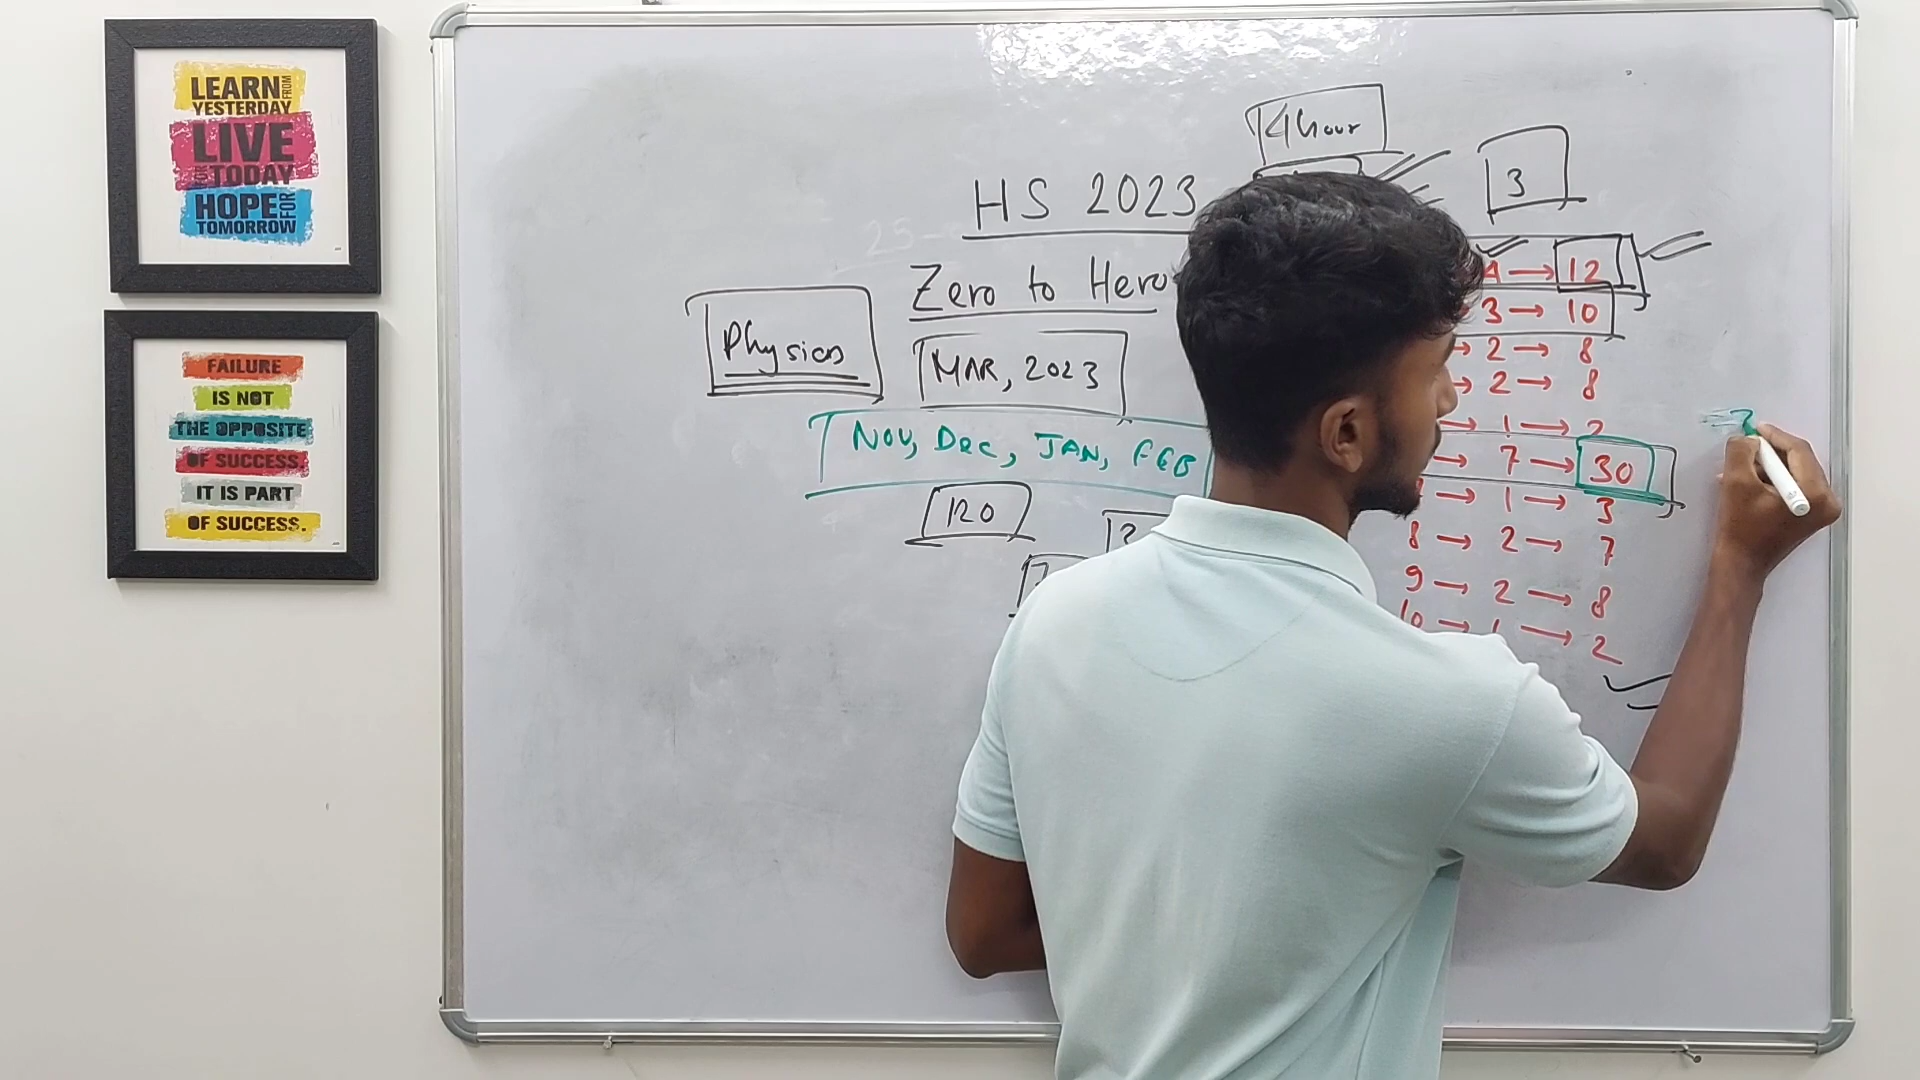 LEARN FROM
YESTERDAY
LIVE
FOR TODAY
HOPE FOR
TOMORROW
FAILURE
IS NOT
THE OPPOSITE
OF SUCCESS.
IT IS PART
OF SUCCESS.
14 hour
3
HS 2023
Zero to Hero
Physics
MAR, 2023
NOV, DEC, JAN, FEB
120
4 → 12
3 → 10
→ 2 → 8
→ 2 → 8
→ 1 → 2
→ 7 → 30
→ 1 → 3
8 → 2 → 7
9 → 2 → 8
10 → 1 → 2